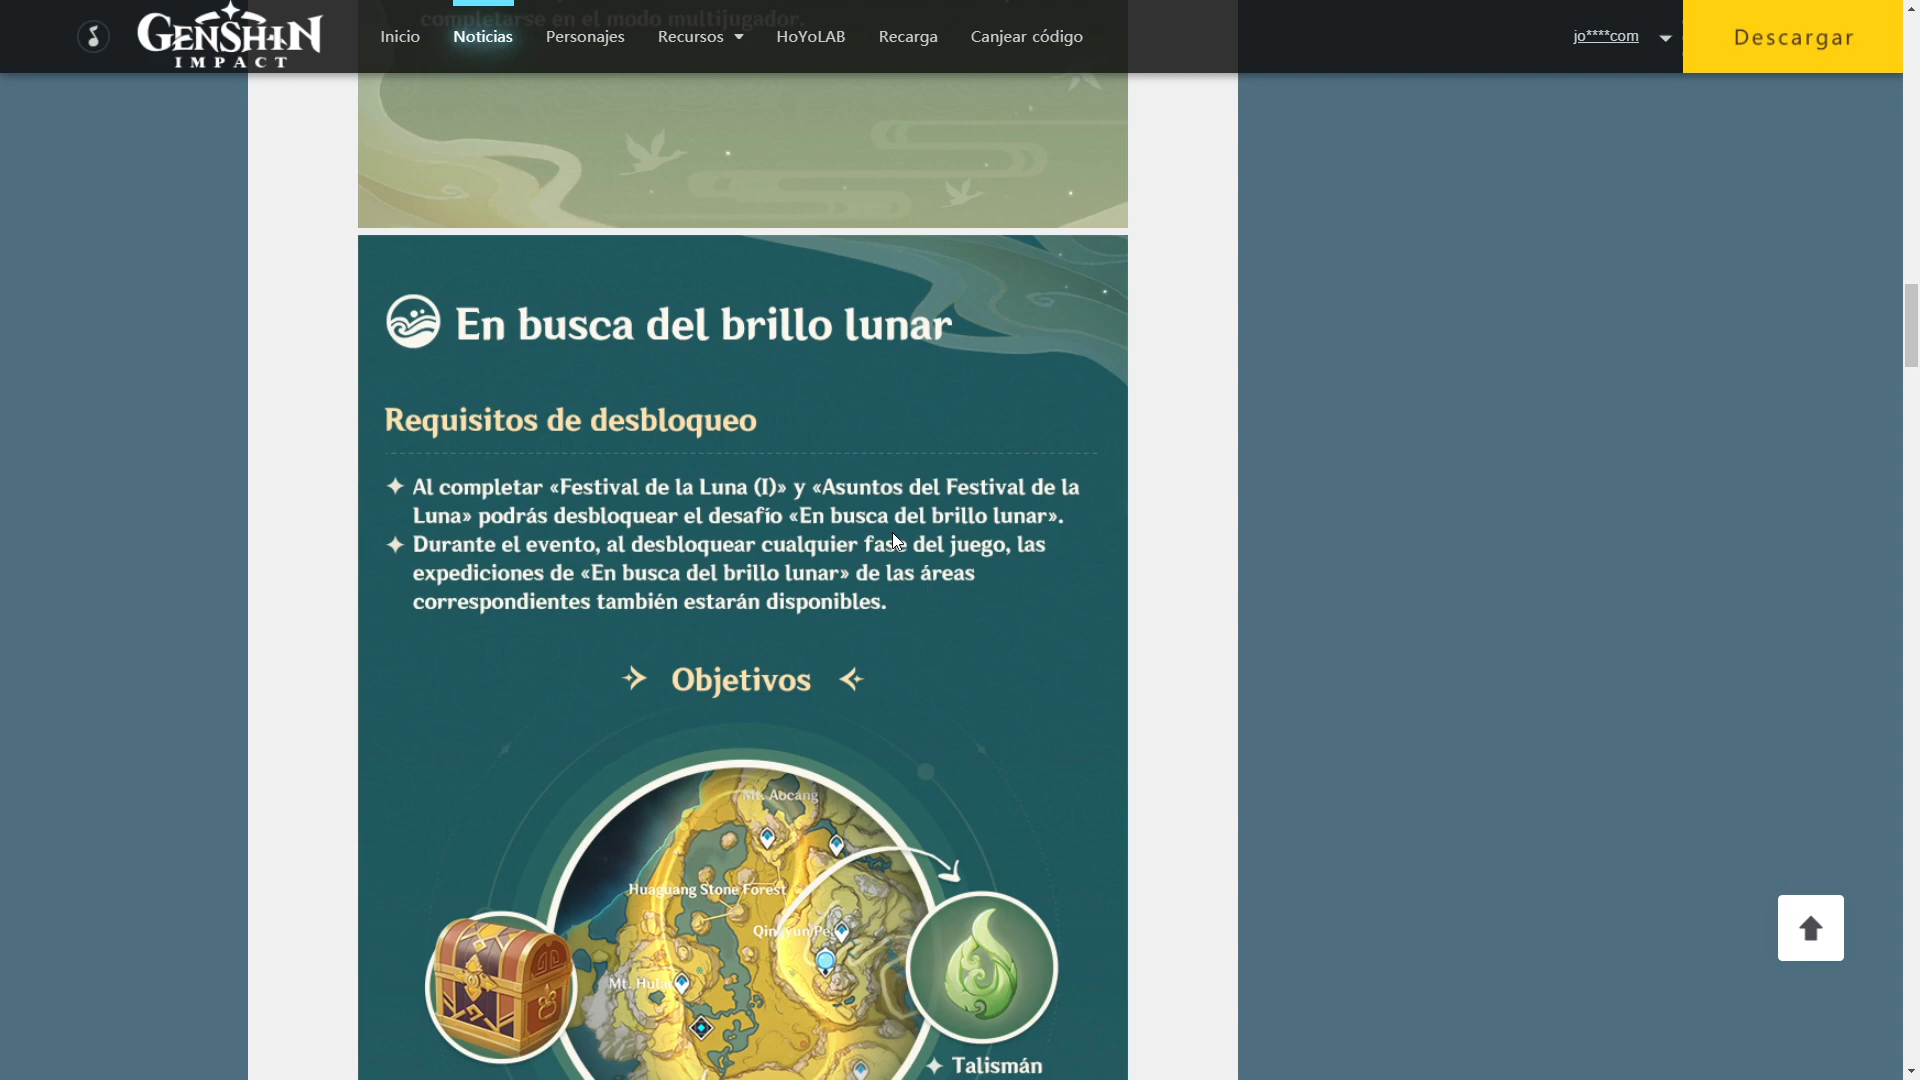 completarse en el modo multijugador.
GENSHIN
IMPACT
Inicio
Noticias
Personajes
Recursos
HoYoLAB
Recarga
Canjear código
jo****com
Descargar
En busca del brillo lunar
Requisitos de desbloqueo
Al completar «Festival de la Luna (I)» y «Asuntos del Festival de la
Luna» podrás desbloquear el desafío «En busca del brillo lunar».
Durante el evento, al desbloquear cualquier fase del juego, las
expediciones de «En busca del brillo lunar» de las áreas
correspondientes también estarán disponibles.
Objetivos
Mt. Aocang
Huaguang Stone Forest
Qingyun Pe
Mt. Hulao
Talismán